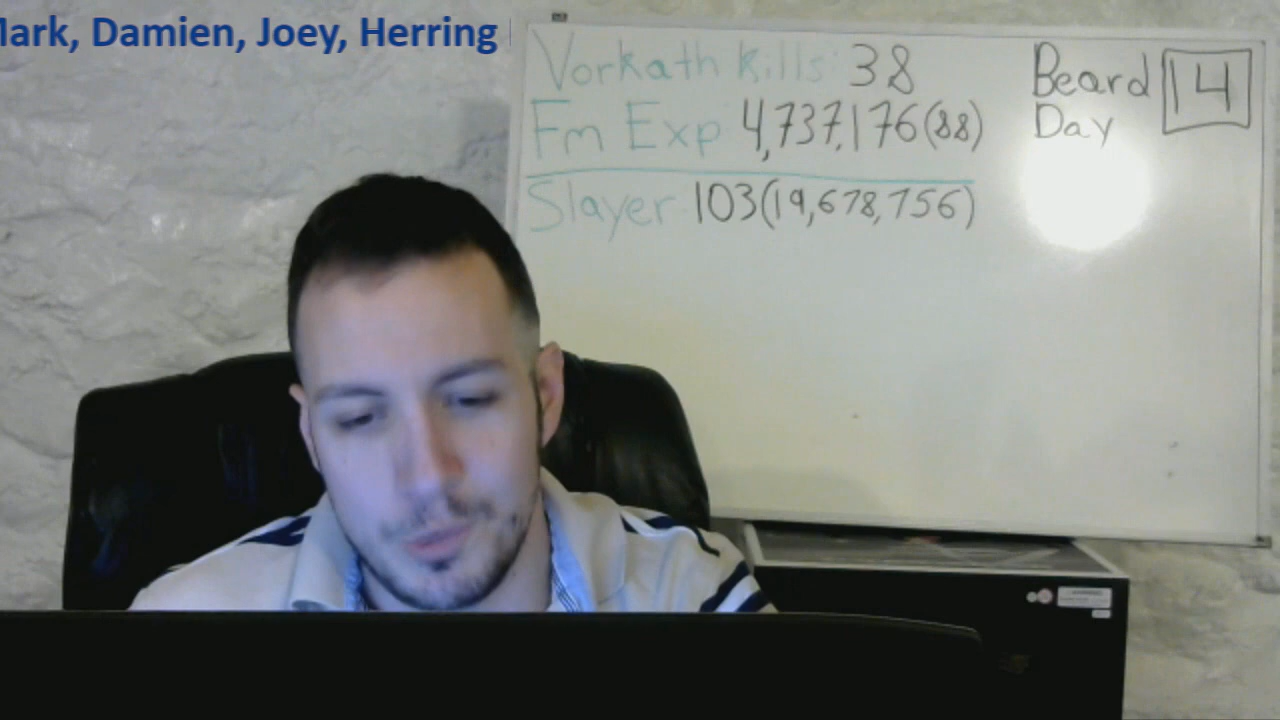 Mark, Damien, Joey, Herring
Vorkath Kills: 38
Fm Exp 4,737,176(88)
Slayer 103(19,678,756)
Beard
Day
14